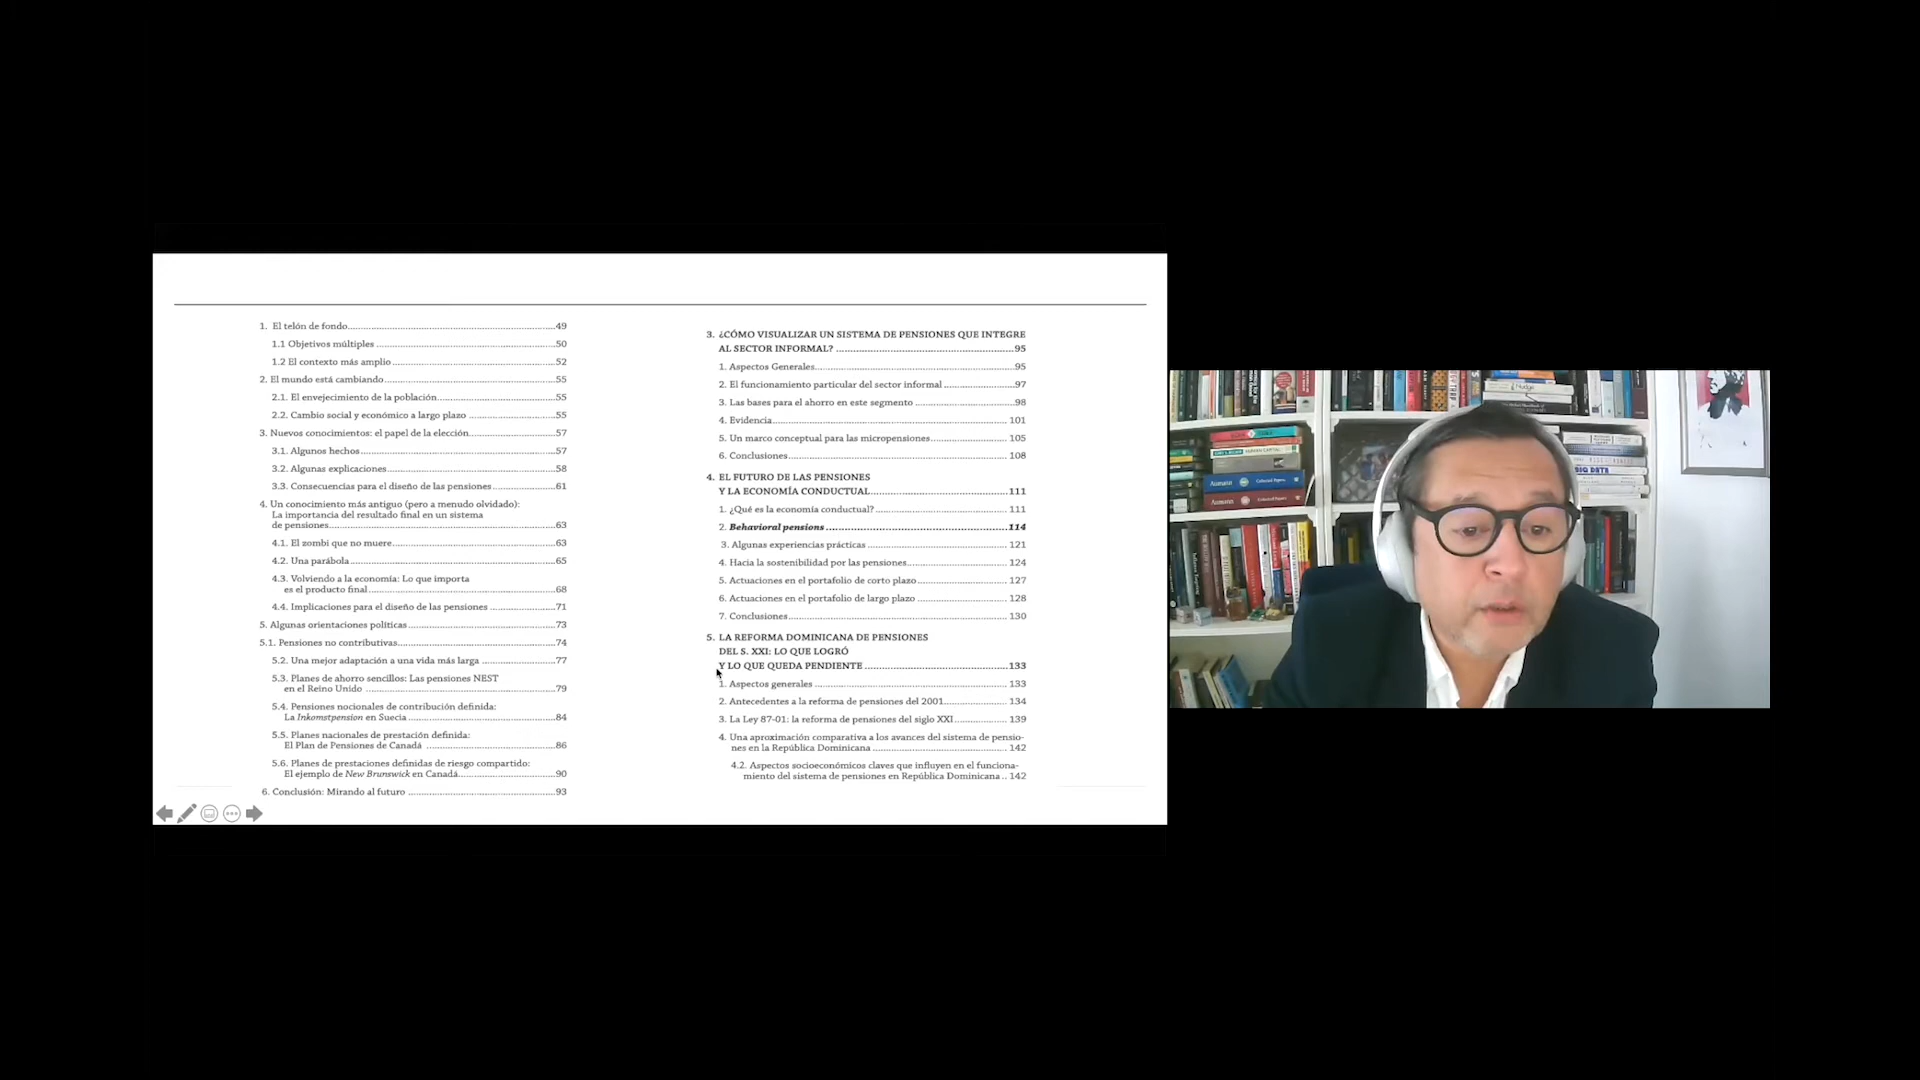 1. El telón de fondo..........49
1.1 Objetivos múltiples..........50
1.2 El contexto más amplio..........52
2. El mundo está cambiando..........55
2.1. El envejecimiento de la población..........55
2.2. Cambio social y económico a largo plazo..........55
3. Nuevos conocimientos: el papel de la elección..........57
3.1. Algunos hechos..........57
3.2. Algunas explicaciones..........58
3.3. Consecuencias para el diseño de las pensiones..........61
4. Un conocimiento más antiguo (pero a menudo olvidado):
La importancia del resultado final en un sistema
de pensiones..........63
4.1. El zombi que no muere..........63
4.2. Una parábola..........65
4.3. Volviendo a la economía: Lo que importa
es el producto final..........68
4.4. Implicaciones para el diseño de las pensiones..........71
5. Algunas orientaciones políticas..........73
5.1. Pensiones no contributivas..........74
5.2. Una mejor adaptación a una vida más larga..........77
5.3. Planes de ahorro sencillos: Las pensiones NEST
en el Reino Unido..........79
5.4. Pensiones nocionales de contribución definida:
La Inkomstpension en Suecia..........84
5.5. Planes nacionales de prestación definida:
El Plan de Pensiones de Canadá..........86
5.6. Planes de prestaciones definidas de riesgo compartido:
El ejemplo de New Brunswick en Canadá..........90
6. Conclusión: Mirando al futuro..........93
3. ¿CÓMO VISUALIZAR UN SISTEMA DE PENSIONES QUE INTEGRE
AL SECTOR INFORMAL?..........95
1. Aspectos Generales..........95
2. El funcionamiento particular del sector informal..........97
3. Las bases para el ahorro en este segmento..........98
4. Evidencia..........101
5. Un marco conceptual para las micropensiones..........105
6. Conclusiones..........108
4. EL FUTURO DE LAS PENSIONES
Y LA ECONOMÍA CONDUCTUAL..........111
1. ¿Qué es la economía conductual?..........111
2. Behavioral pensions..........114
3. Algunas experiencias prácticas..........121
4. Hacia la sostenibilidad por las pensiones..........124
5. Actuaciones en el portafolio de corto plazo..........127
6. Actuaciones en el portafolio de largo plazo..........128
7. Conclusiones..........130
5. LA REFORMA DOMINICANA DE PENSIONES
DEL S. XXI: LO QUE LOGRÓ
Y LO QUE QUEDA PENDIENTE..........133
1. Aspectos generales..........133
2. Antecedentes a la reforma de pensiones del 2001..........134
3. La Ley 87-01: la reforma de pensiones del siglo XXI..........139
4. Una aproximación comparativa a los avances del sistema de pensio-
nes en la República Dominicana..........142
4.2. Aspectos socioeconómicos claves que influyen en el funciona-
miento del sistema de pensiones en República Dominicana..142
Nudge
BIG DATA
Aumann
Aumann